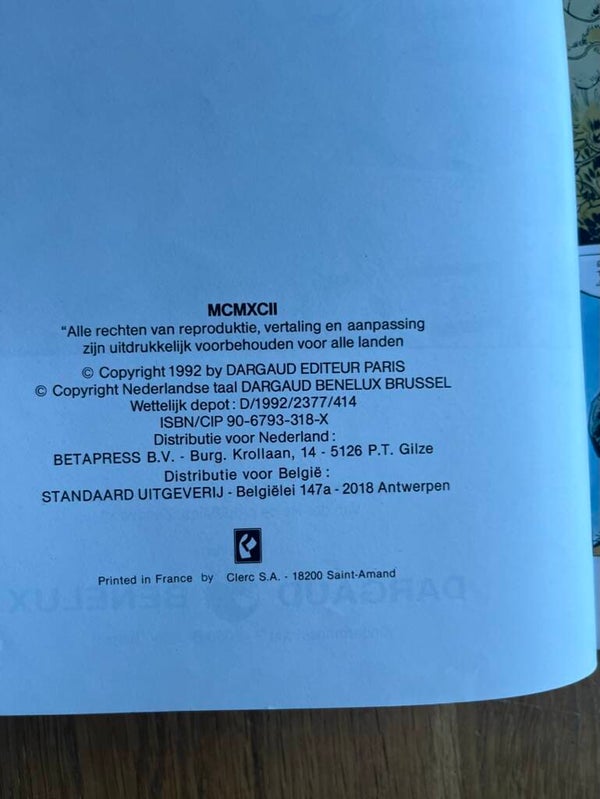 MCMXCII
"Alle rechten van reproduktie, vertaling en aanpassing
zijn uitdrukkelijk voorbehouden voor alle landen
© Copyright 1992 by DARGAUD EDITEUR PARIS
© Copyright Nederlandse taal DARGAUD BENELUX BRUSSEL
Wettelijk depot : D/1992/2377/414
ISBN/CIP 90-6793-318-X
Distributie voor Nederland :
BETAPRESS B.V. - Burg. Krollaan, 14 - 5126 P.T. Gilze
Distributie voor België :
STANDAARD UITGEVERIJ - Belgiëlei 147a - 2018 Antwerpen
Printed in France by Clerc S.A. - 18200 Saint-Amand
DARGAUD BENELUX